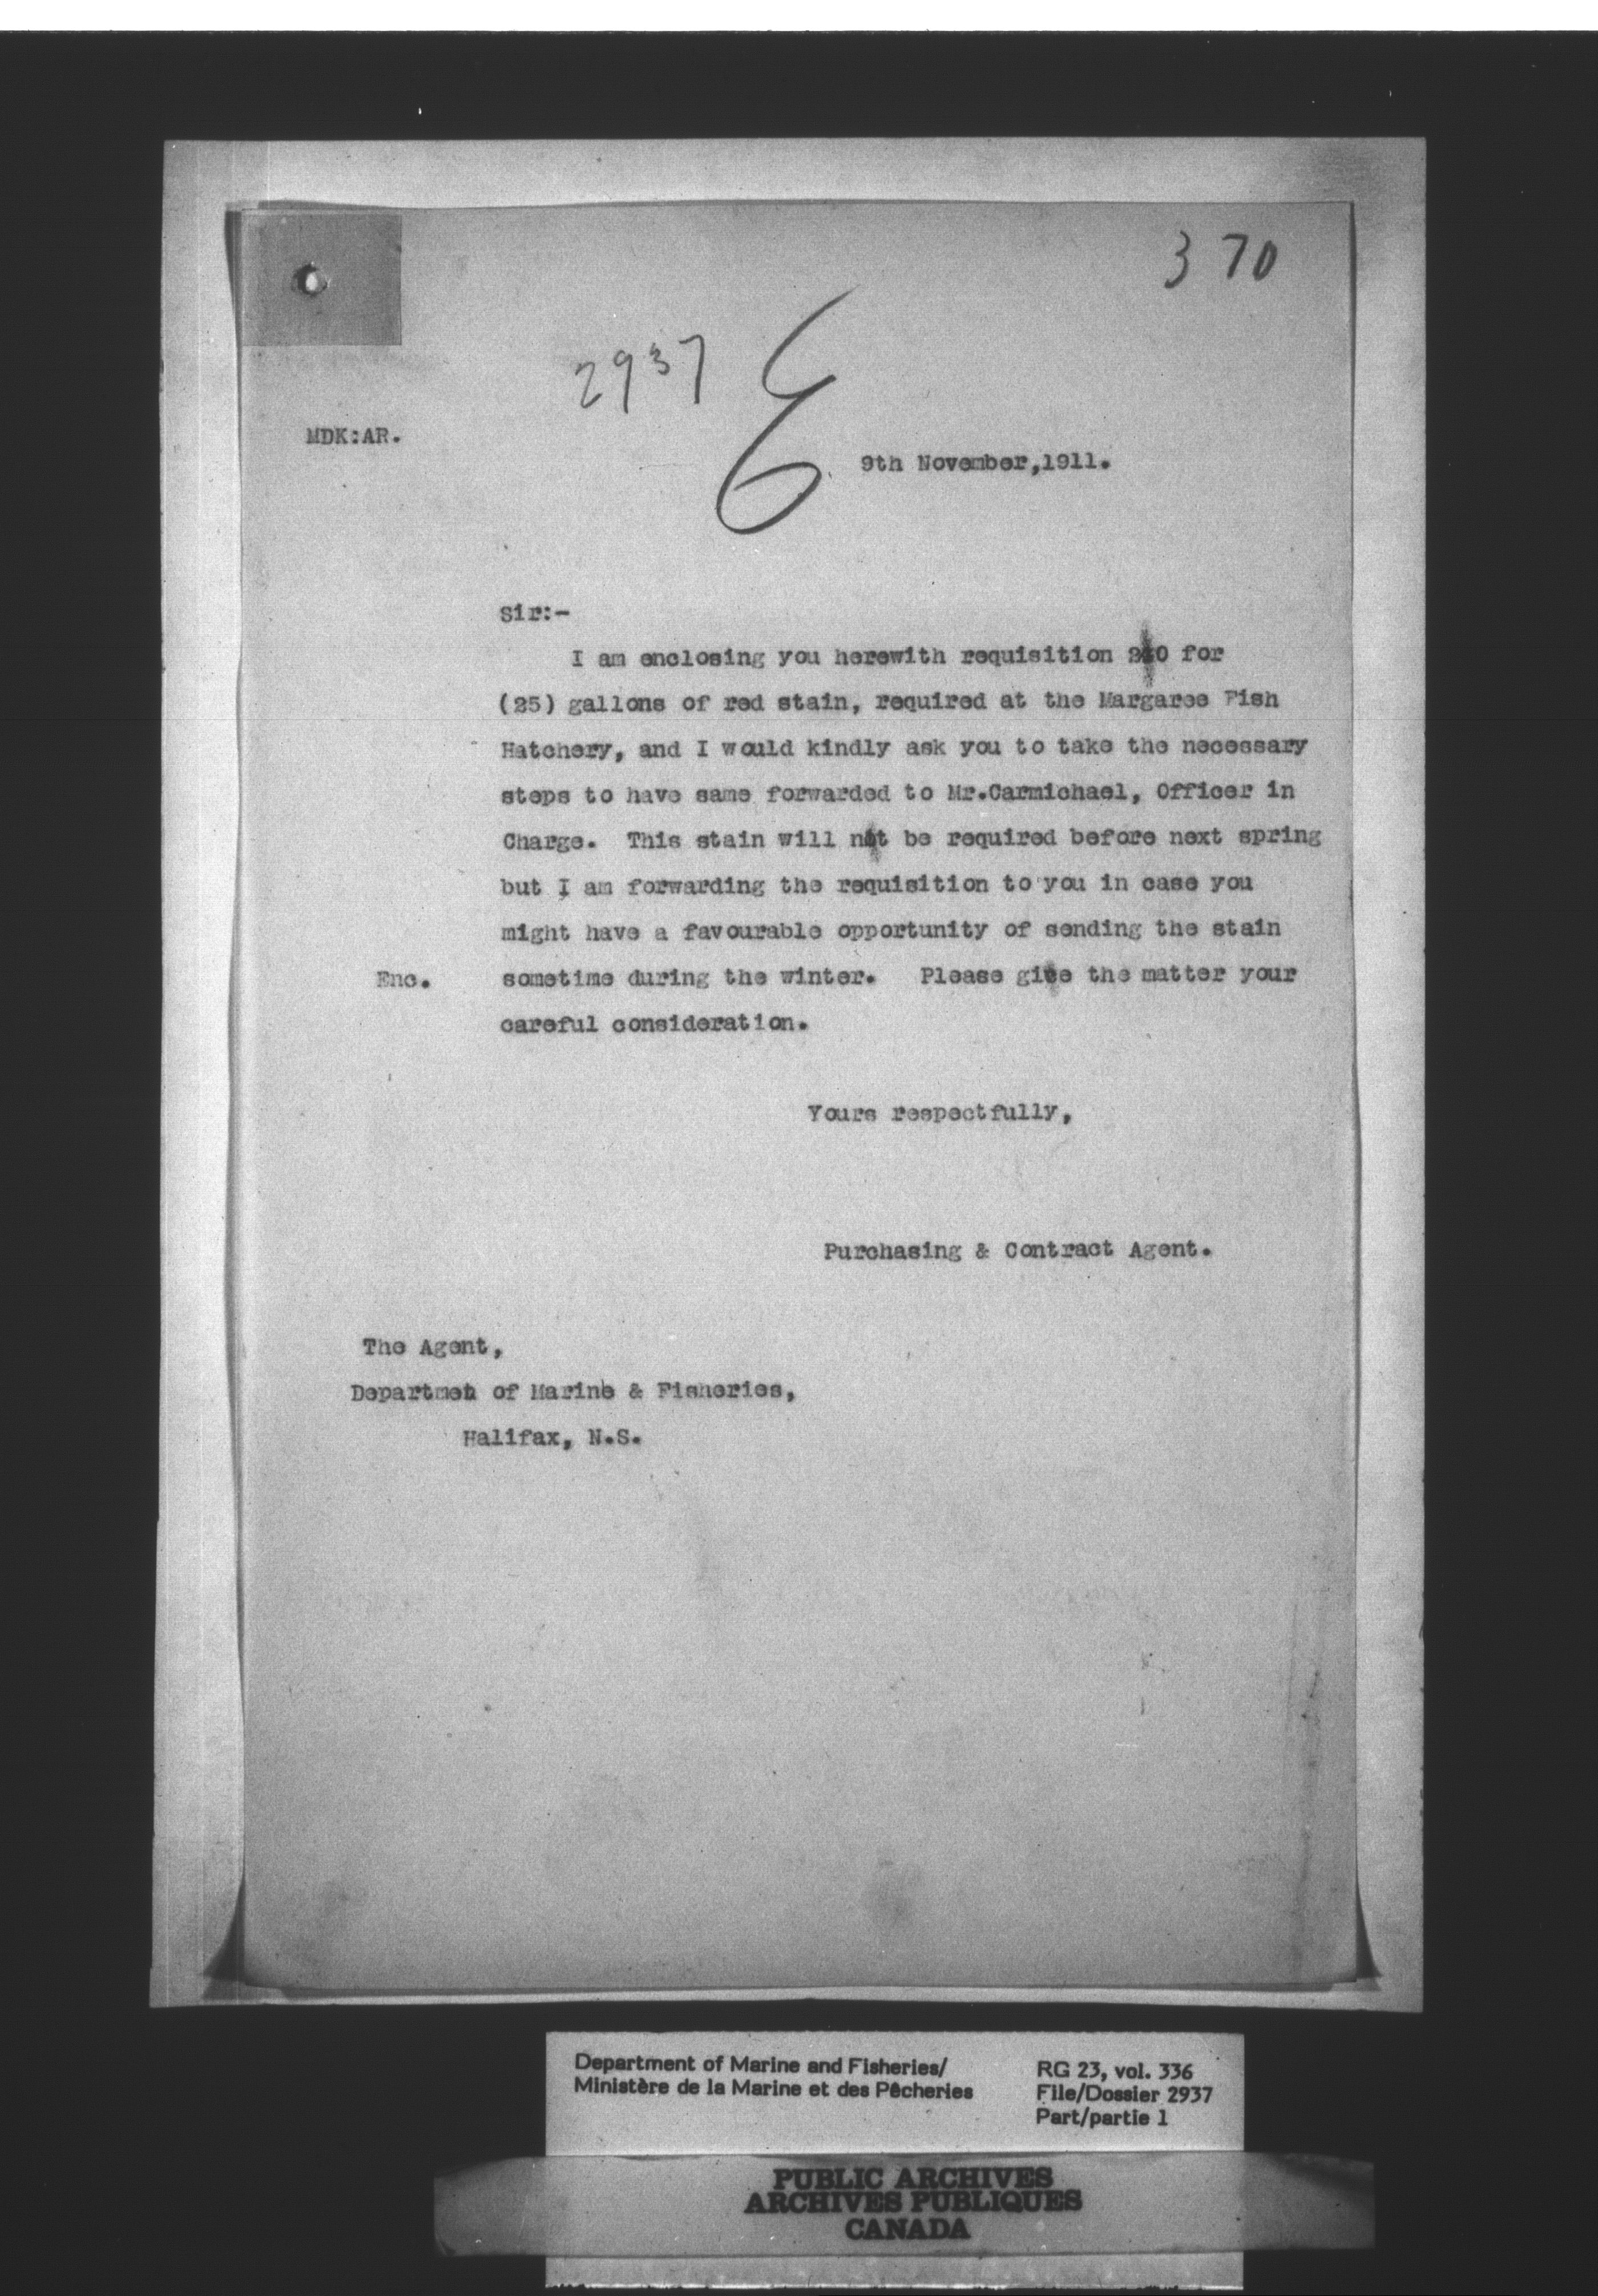 3 70
2937
MDK:AR.
9th November,1911.
Sir:-
I am enclosing you herewith requisition for
(25) gallons of red stain, required at the Margaree Fish
Hatchery, and I would kindly ask you to take the necessary
steps to have same forwarded to Mr.Carmichael, Officer in
Charge. This stain will not be required before next spring
but I am forwarding the requisition to you in case you
might have a favourable opportunity of sending the stain
Enc. sometime during the winter. Please give the matter your
careful consideration.
Yours respectfully,
Purchasing & Contract Agent.
The Agent,
Departmen of Marine & Fisheries,
Halifax, N.S.
Department of Marine and Fisheries/
Ministère de la Marine et des Pêcheries
RG 23, vol. 336
File/Dossier 2937
Part/partie 1
PUBLIC ARCHIVES
ARCHIVES PUBLIQUES
CANADA